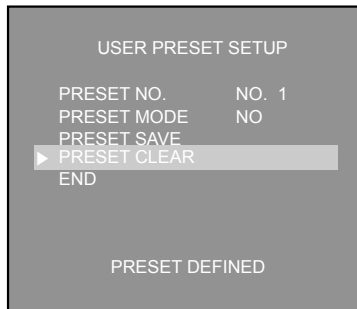 USER PRESET SETUP
PRESET NO. NO. 1
PRESET MODE NO
PRESET SAVE
PRESET CLEAR
END
PRESET DEFINED